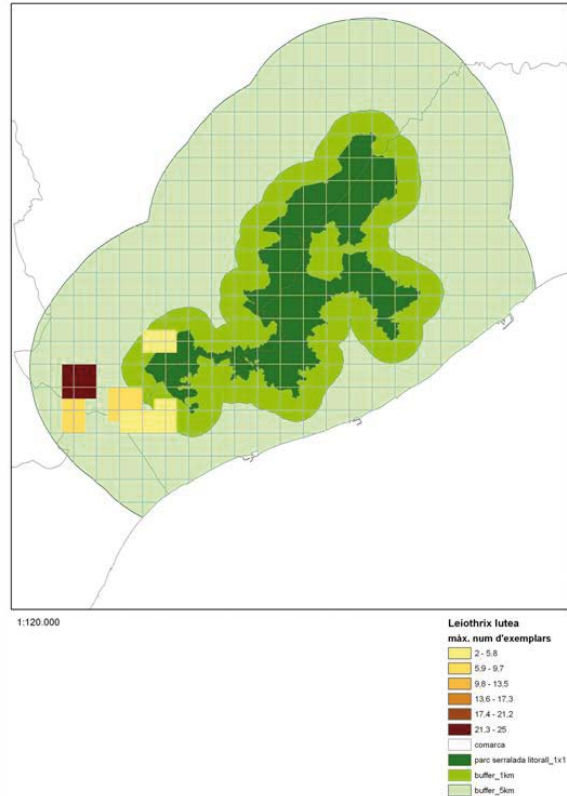 1:120.000
Leiothrix lutea
màx. num d'exemplars
2 - 5,8
5,9 - 9,7
9,8 - 13,5
13,6 - 17,3
17,4 - 21,2
21,3 - 25
comarca
parc serralada litorall_1x1
buffer_1km
buffer_5km